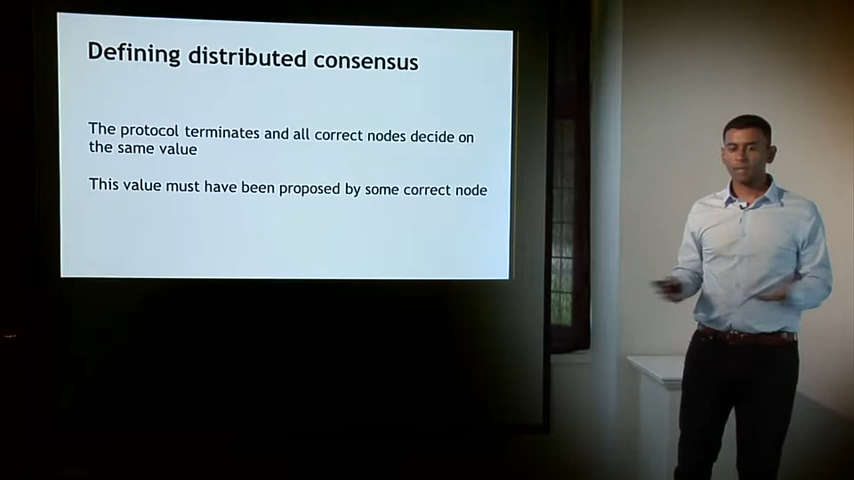 Defining distributed consensus
The protocol terminates and all correct nodes decide on
the same value
This value must have been proposed by some correct node